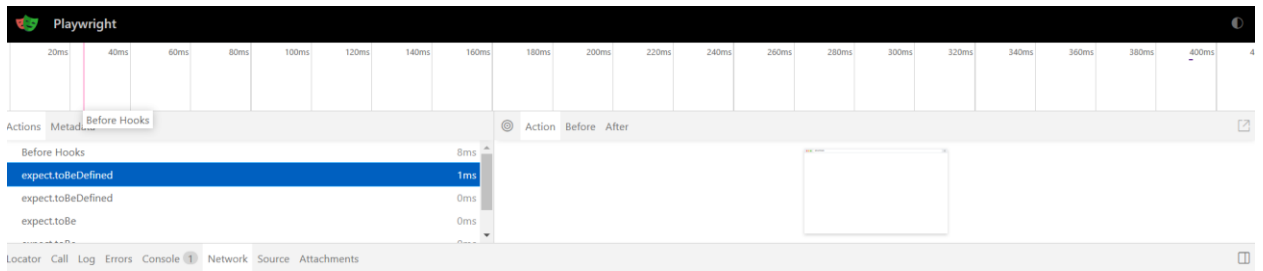 Playwright
20ms 40ms 60ms 80ms 100ms 120ms 140ms 160ms 180ms 200ms 220ms 240ms 260ms 280ms 300ms 320ms 340ms 360ms 380ms 400ms 4
Before Hooks
Actions Metad
Action Before After
Before Hooks 8ms
expect.toBeDefined 1ms
expect.toBeDefined 0ms
expect.toBe 0ms
Locator Call Log Errors Console 1 Network Source Attachments